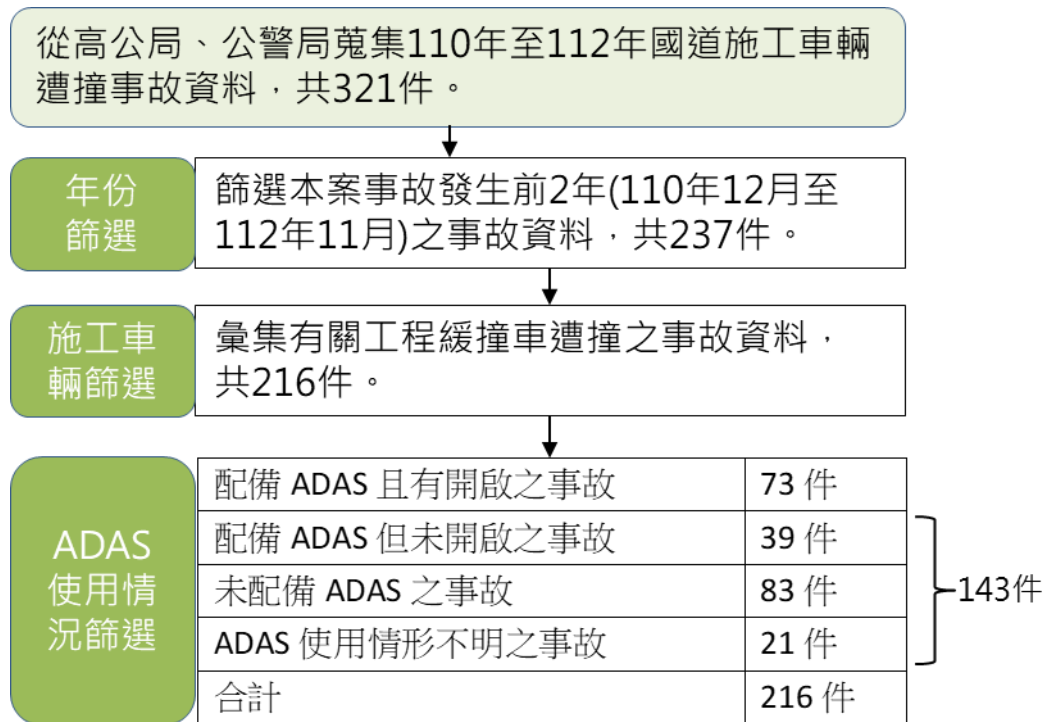 從高公局、公警局蒐集110年至112年國道施工車輛
遭撞事故資料，共321件。
年份
篩選
篩選本案事故發生前2年(110年12月至
112年11月)之事故資料，共237件。
施工車
輛篩選
彙集有關工程緩撞車遭撞之事故資料，
共216件。
ADAS
使用情
況篩選
配備 ADAS 且有開啟之事故 73 件
配備 ADAS 但未開啟之事故 39 件
未配備 ADAS 之事故 83 件
ADAS 使用情形不明之事故 21 件
合計 216 件
143件